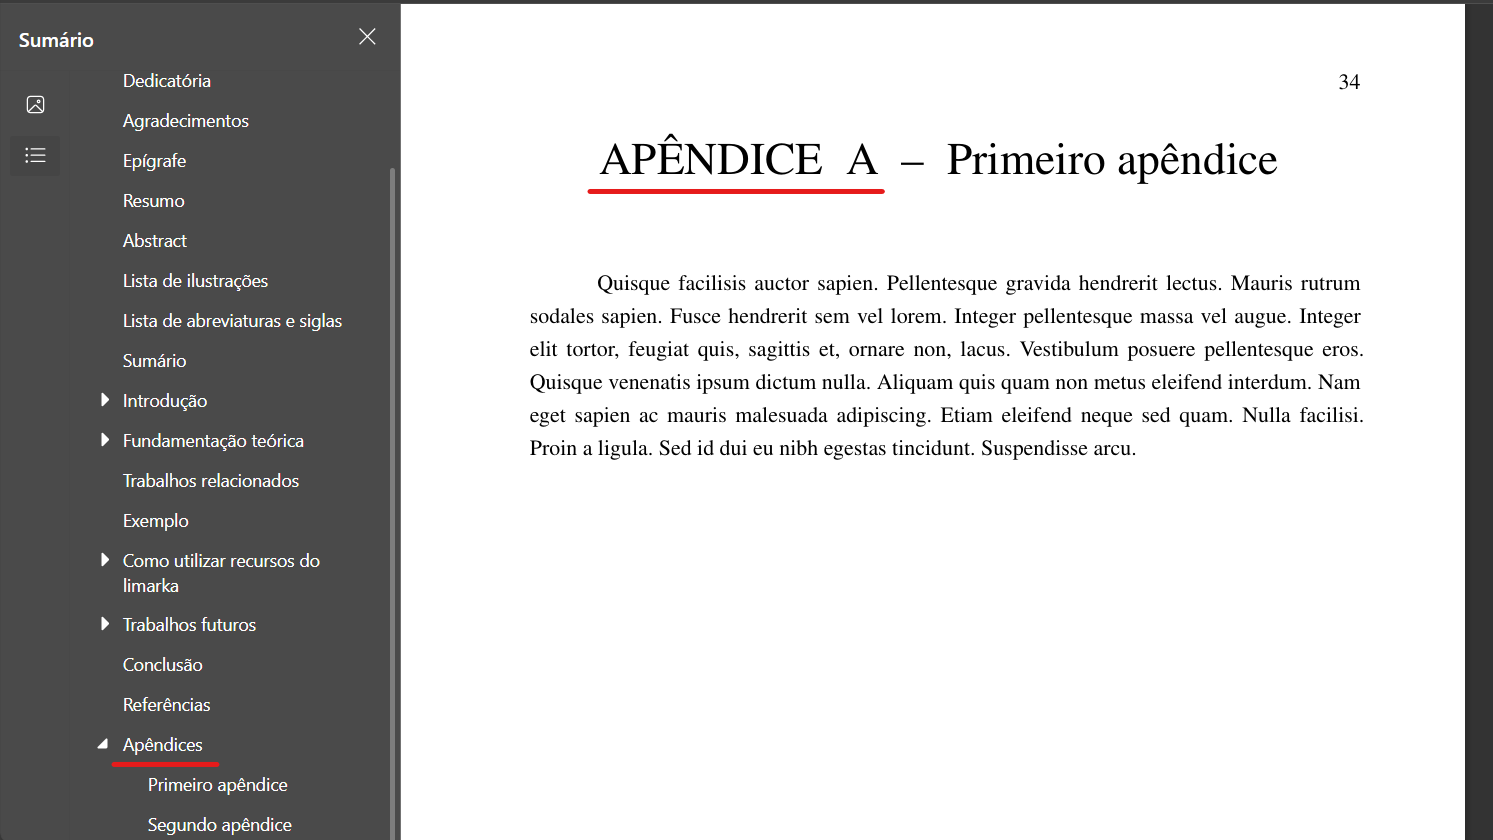 Sumário
Dedicatória
Agradecimentos
Epígrafe
Resumo
Abstract
Lista de ilustrações
Lista de abreviaturas e siglas
Sumário
Introdução
Fundamentação teórica
Trabalhos relacionados
Exemplo
Como utilizar recursos do
limarka
Trabalhos futuros
Conclusão
Referências
Apêndices
Primeiro apêndice
Segundo apêndice
34
APÊNDICE A – Primeiro apêndice
Quisque facilisis auctor sapien. Pellentesque gravida hendrerit lectus. Mauris rutrum
sodales sapien. Fusce hendrerit sem vel lorem. Integer pellentesque massa vel augue. Integer
elit tortor, feugiat quis, sagittis et, ornare non, lacus. Vestibulum posuere pellentesque eros.
Quisque venenatis ipsum dictum nulla. Aliquam quis quam non metus eleifend interdum. Nam
eget sapien ac mauris malesuada adipiscing. Etiam eleifend neque sed quam. Nulla facilisi.
Proin a ligula. Sed id dui eu nibh egestas tincidunt. Suspendisse arcu.